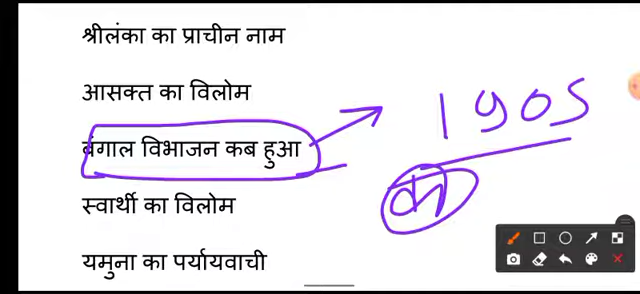 श्रीलंका का प्राचीन नाम
आसक्त का विलोम
बंगाल विभाजन कब हुआ
1905
का
स्वार्थी का विलोम
यमुना का पर्यायवाची